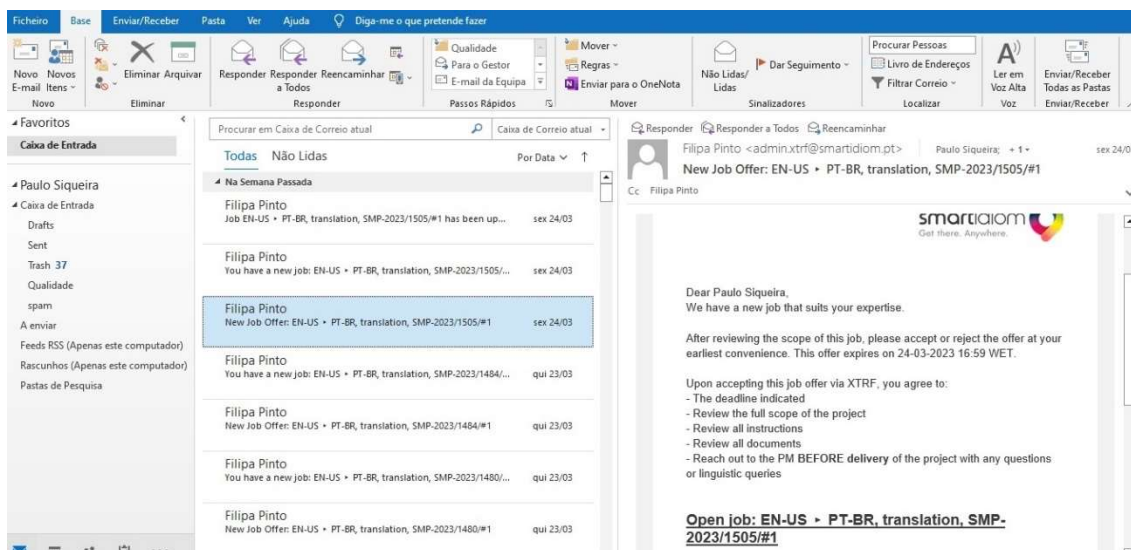 Ficheiro Base Enviar/Receber Pasta Ver Ajuda Diga-me o que pretende fazer
Novo E-mail
Novos Itens
Novo
Eliminar Arquivar
Eliminar
Responder
Responder a Todos
Reencaminhar
Responder
Qualidade
Para o Gestor
E-mail da Equipa
Passos Rápidos
Mover
Regras
Enviar para o OneNote
Mover
Não Lidas/ Lidas
Dar Seguimento
Sinalizadores
Procurar Pessoas
Livro de Endereços
Filtrar Correio
Localizar
A))
Ler em Voz Alta
Voz
Enviar/Receber Todas as Pastas
Enviar/Receber
Favoritos
Caixa de Entrada
Paulo Siqueira
Caixa de Entrada
Drafts
Sent
Trash 37
Qualidade
spam
A enviar
Feeds RSS (Apenas este computador)
Rascunhos (Apenas este computador)
Pastas de Pesquisa
Procurar em Caixa de Correio atual Caixa de Correio atual
Todas Não Lidas Por Data
Na Semana Passada
Filipa Pinto
Job EN-US ▸ PT-BR, translation, SMP-2023/1505/#1 has been up... sex 24/03
Filipa Pinto
You have a new job: EN-US ▸ PT-BR, translation, SMP-2023/1505/... sex 24/03
Filipa Pinto
New Job Offer: EN-US ▸ PT-BR, translation, SMP-2023/1505/#1 sex 24/03
Filipa Pinto
You have a new job: EN-US ▸ PT-BR, translation, SMP-2023/1484/... qui 23/03
Filipa Pinto
New Job Offer: EN-US ▸ PT-BR, translation, SMP-2023/1484/#1 qui 23/03
Filipa Pinto
You have a new job: EN-US ▸ PT-BR, translation, SMP-2023/1480/... qui 23/03
Filipa Pinto
New Job Offer: EN-US ▸ PT-BR, translation, SMP-2023/1480/#1 qui 23/03
Responder Responder a Todos Reencaminhar
Filipa Pinto <admin.xtrf@smartidiom.pt> Paulo Siqueira; +1 sex 24/0
New Job Offer: EN-US ▸ PT-BR, translation, SMP-2023/1505/#1
Cc Filipa Pinto
smartidiom
Get there. Anywhere.
Dear Paulo Siqueira,
We have a new job that suits your expertise.
After reviewing the scope of this job, please accept or reject the offer at your
earliest convenience. This offer expires on 24-03-2023 16:59 WET.
Upon accepting this job offer via XTRF, you agree to:
- The deadline indicated
- Review the full scope of the project
- Review all instructions
- Review all documents
- Reach out to the PM BEFORE delivery of the project with any questions
or linguistic queries
Open job: EN-US ▸ PT-BR, translation, SMP-
2023/1505/#1